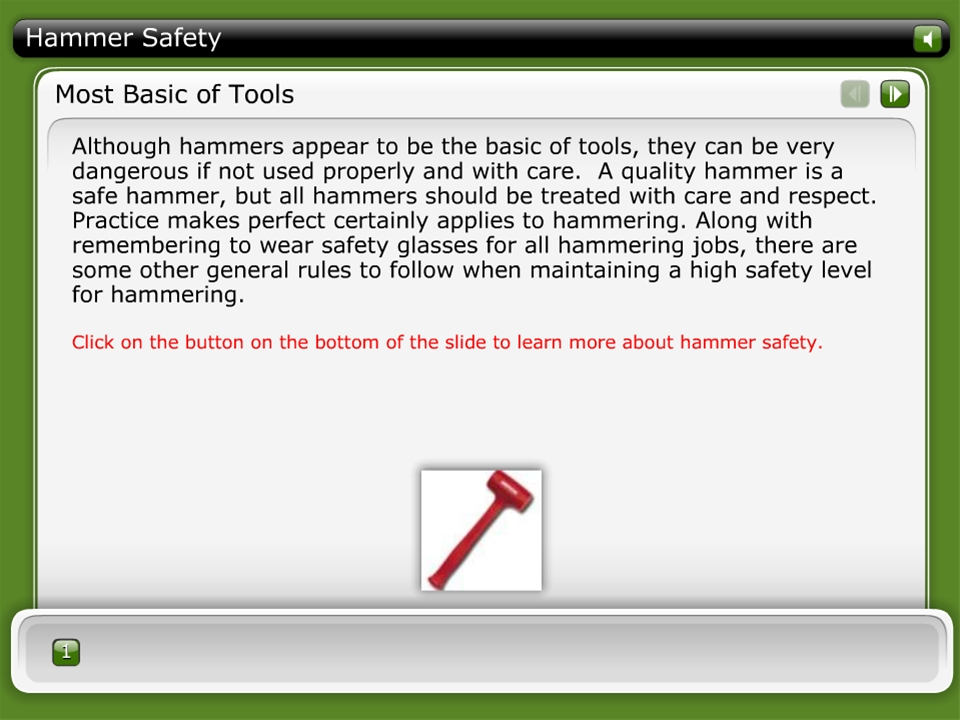 Hammer Safety
Most Basic of Tools
Although hammers appear to be the basic of tools, they can be very
dangerous if not used properly and with care.  A quality hammer is a
safe hammer, but all hammers should be treated with care and respect.
Practice makes perfect certainly applies to hammering. Along with
remembering to wear safety glasses for all hammering jobs, there are
some other general rules to follow when maintaining a high safety level
for hammering.
Click on the button on the bottom of the slide to learn more about hammer safety.
1